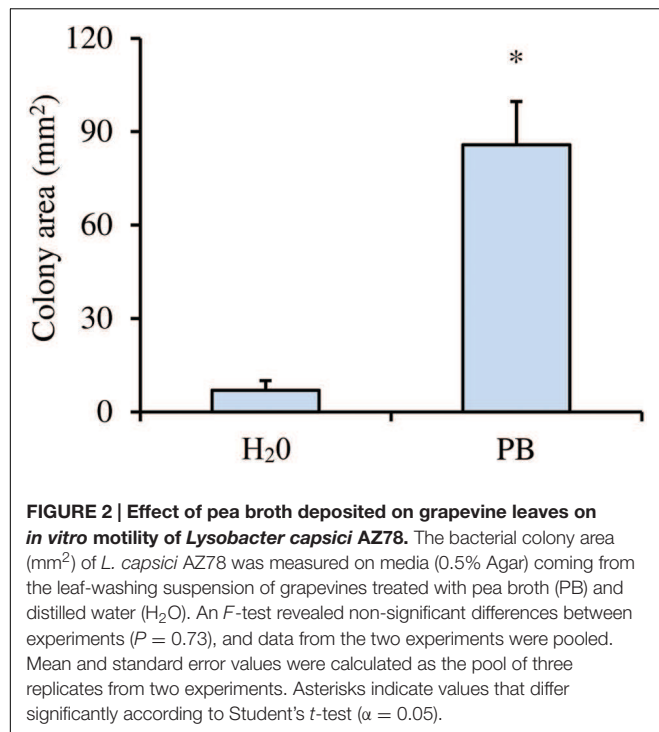 120
*
90
60
30
0
Colony area (mm²)
H₂0
PB
FIGURE 2 | Effect of pea broth deposited on grapevine leaves on
in vitro motility of Lysobacter capsici AZ78. The bacterial colony area
(mm²) of L. capsici AZ78 was measured on media (0.5% Agar) coming from
the leaf-washing suspension of grapevines treated with pea broth (PB) and
distilled water (H₂O). An F-test revealed non-significant differences between
experiments (P = 0.73), and data from the two experiments were pooled.
Mean and standard error values were calculated as the pool of three
replicates from two experiments. Asterisks indicate values that differ
significantly according to Student’s t-test (α = 0.05).